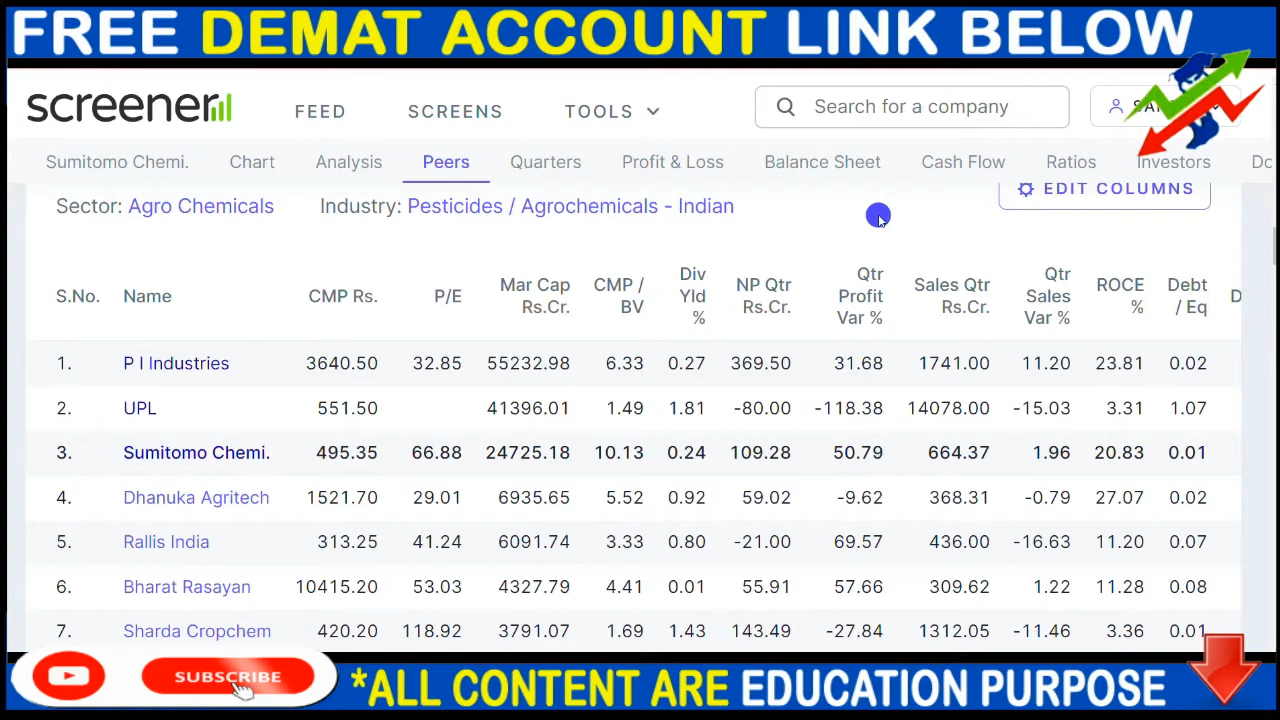 FREE DEMAT ACCOUNT LINK BELOW
screener FEED SCREENS TOOLS Search for a company
Sumitomo Chemi. Chart Analysis Peers Quarters Profit & Loss Balance Sheet Cash Flow Ratios Investors
Sector: Agro Chemicals Industry: Pesticides / Agrochemicals - Indian EDIT COLUMNS
S.No. Name CMP Rs. P/E Mar Cap Rs.Cr. CMP / BV Div Yld % NP Qtr Rs.Cr. Qtr Profit Var % Sales Qtr Rs.Cr. Qtr Sales Var % ROCE % Debt / Eq
1. P I Industries 3640.50 32.85 55232.98 6.33 0.27 369.50 31.68 1741.00 11.20 23.81 0.02
2. UPL 551.50 41396.01 1.49 1.81 -80.00 -118.38 14078.00 -15.03 3.31 1.07
3. Sumitomo Chemi. 495.35 66.88 24725.18 10.13 0.24 109.28 50.79 664.37 1.96 20.83 0.01
4. Dhanuka Agritech 1521.70 29.01 6935.65 5.52 0.92 59.02 -9.62 368.31 -0.79 27.07 0.02
5. Rallis India 313.25 41.24 6091.74 3.33 0.80 -21.00 69.57 436.00 -16.63 11.20 0.07
6. Bharat Rasayan 10415.20 53.03 4327.79 4.41 0.01 55.91 57.66 309.62 1.22 11.28 0.08
7. Sharda Cropchem 420.20 118.92 3791.07 1.69 1.43 143.49 -27.84 1312.05 -11.46 3.36 0.01
SUBSCRIBE *ALL CONTENT ARE EDUCATION PURPOSE